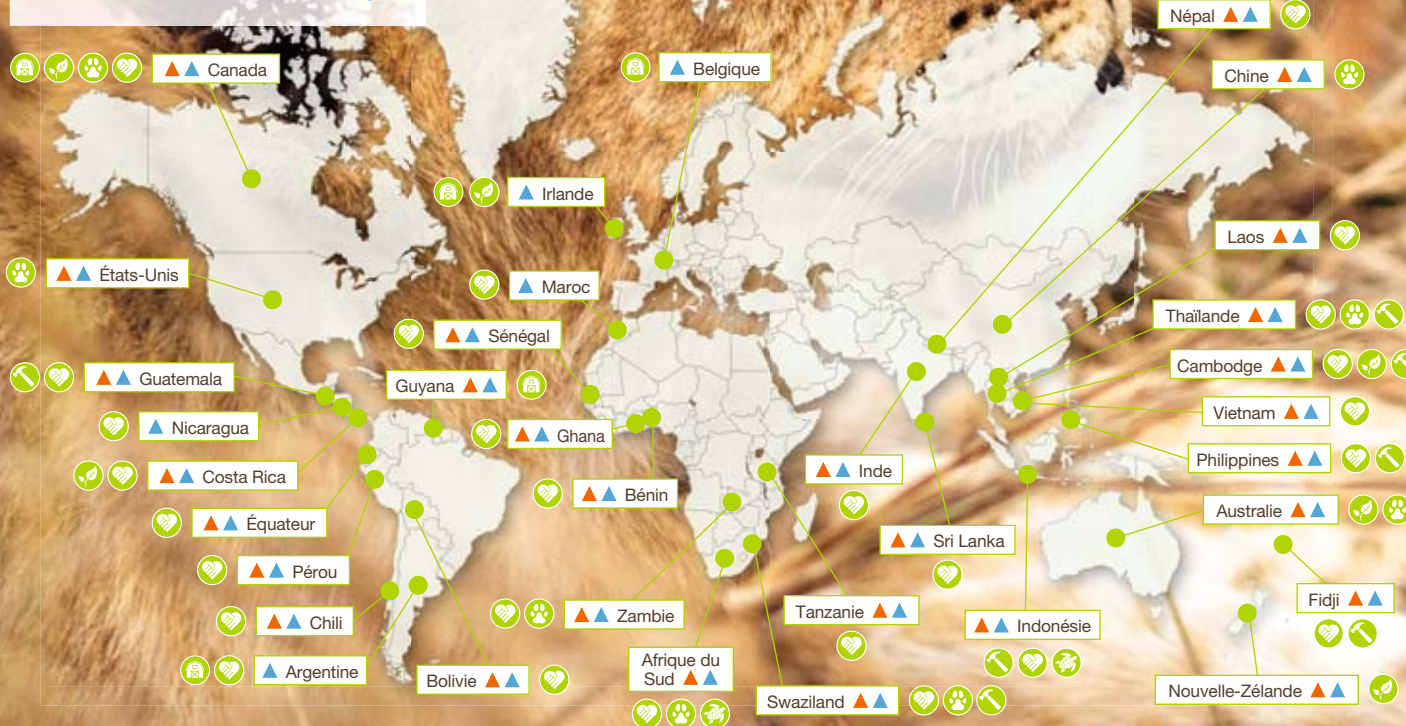 Népal
Canada
Belgique
Chine
Irlande
Laos
États-Unis
Maroc
Thaïlande
Sénégal
Cambodge
Guatemala
Guyana
Vietnam
Nicaragua
Ghana
Philippines
Costa Rica
Inde
Bénin
Australie
Équateur
Sri Lanka
Pérou
Fidji
Zambie
Tanzanie
Chili
Indonésie
Afrique du
Sud
Argentine
Bolivie
Nouvelle-Zélande
Swaziland